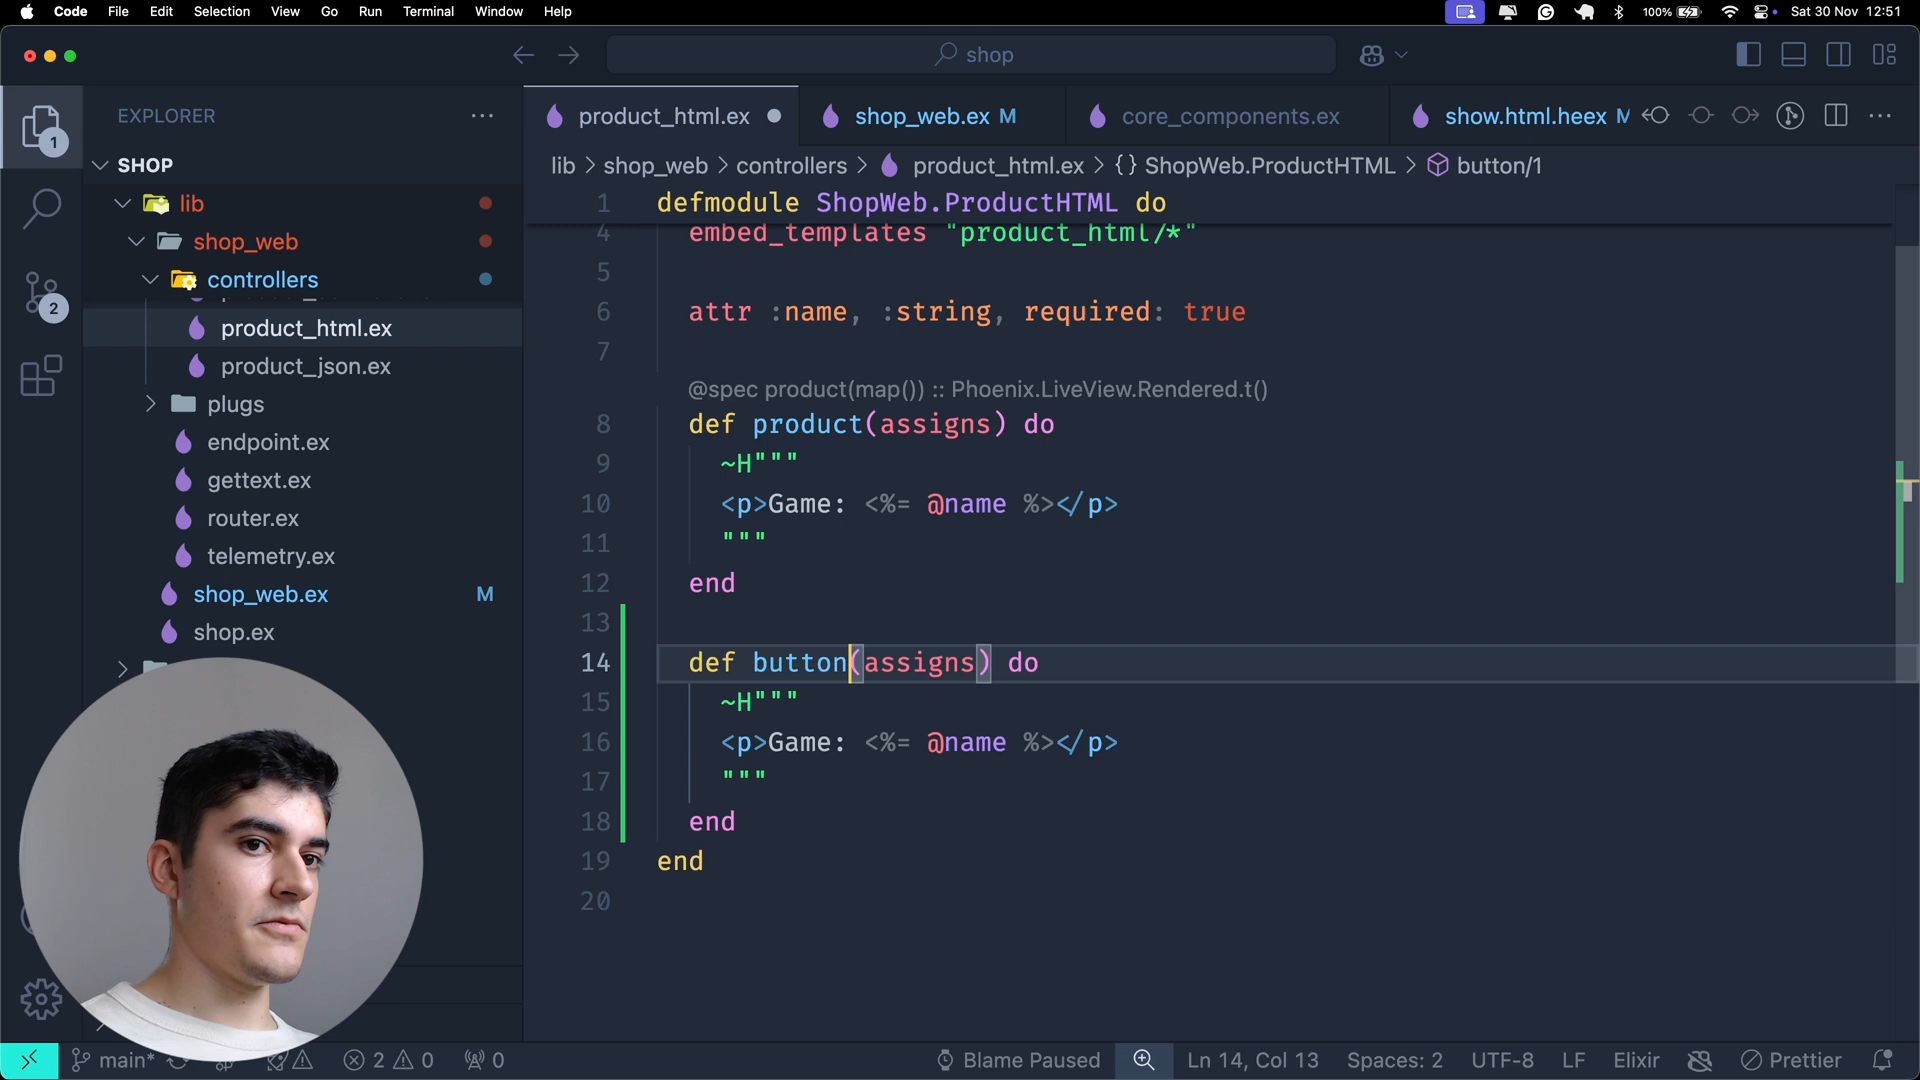 Code File Edit Selection View Go Run Terminal Window Help 100% Sat 30 Nov 12:51
shop
EXPLORER
SHOP
lib
shop_web
controllers
product_html.ex
product_json.ex
plugs
endpoint.ex
gettext.ex
router.ex
telemetry.ex
shop_web.ex M
shop.ex
1
2
product_html.ex shop_web.ex M core_components.ex show.html.heex M
lib > shop_web > controllers > product_html.ex > {} ShopWeb.ProductHTML > button/1
1 defmodule ShopWeb.ProductHTML do
4 embed_templates "product_html/*"
5
6 attr :name, :string, required: true
7
@spec product(map()) :: Phoenix.LiveView.Rendered.t()
8 def product(assigns) do
9 ~H"""
10 <p>Game: <%= @name %></p>
11 """
12 end
13
14 def button(assigns) do
15 ~H"""
16 <p>Game: <%= @name %></p>
17 """
18 end
19 end
20
main* 2 0 0 Blame Paused Ln 14, Col 13 Spaces: 2 UTF-8 LF Elixir Prettier